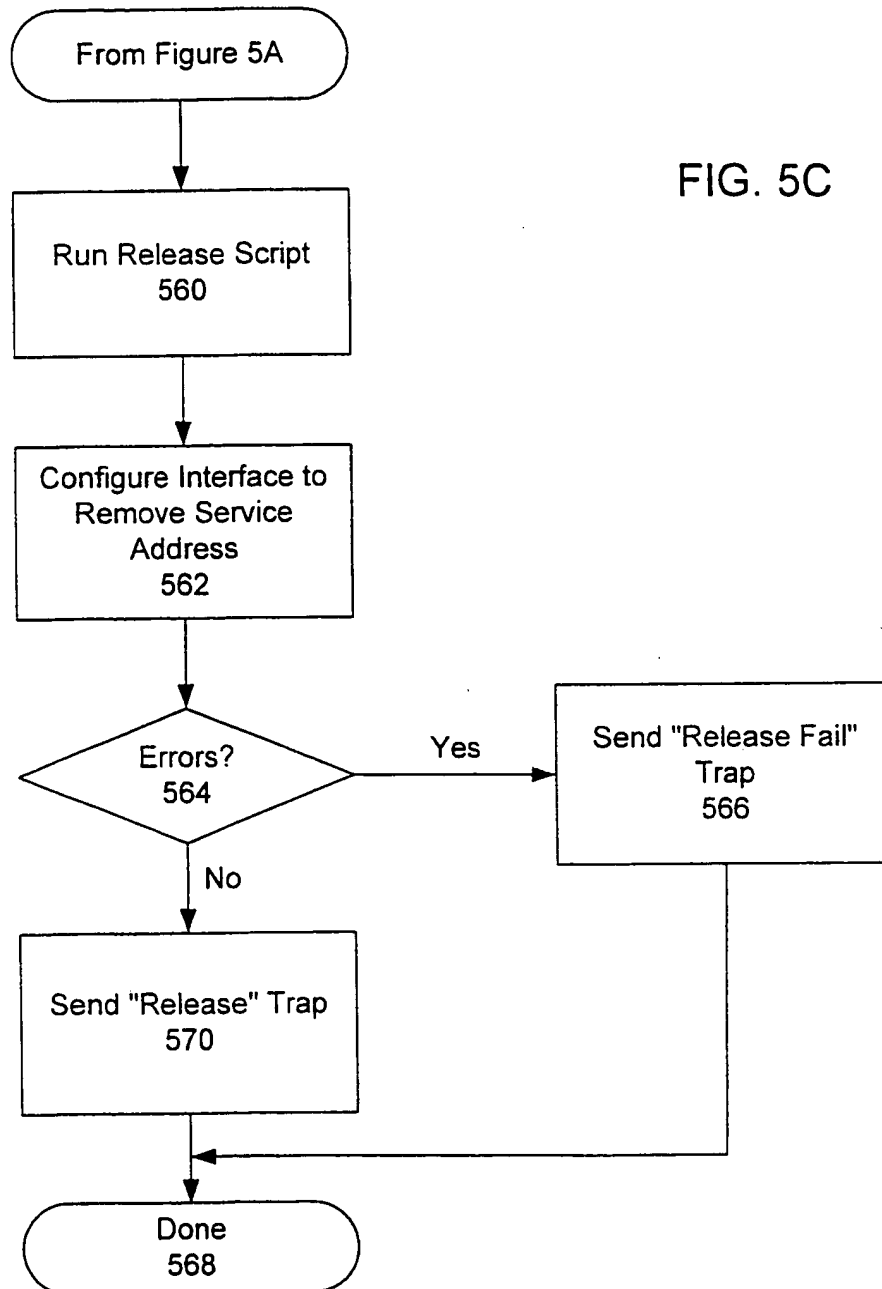 From Figure 5A
FIG. 5C
Run Release Script
560
Configure Interface to
Remove Service
Address
562
Errors?
564
Yes
Send "Release Fail"
Trap
566
No
Send "Release" Trap
570
Done
568